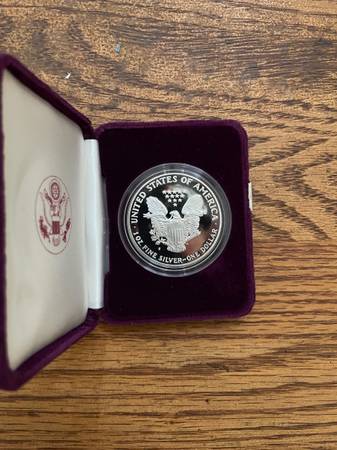 UNITED STATES OF AMERICA
1 OZ. FINE SILVER~ONE DOLLAR